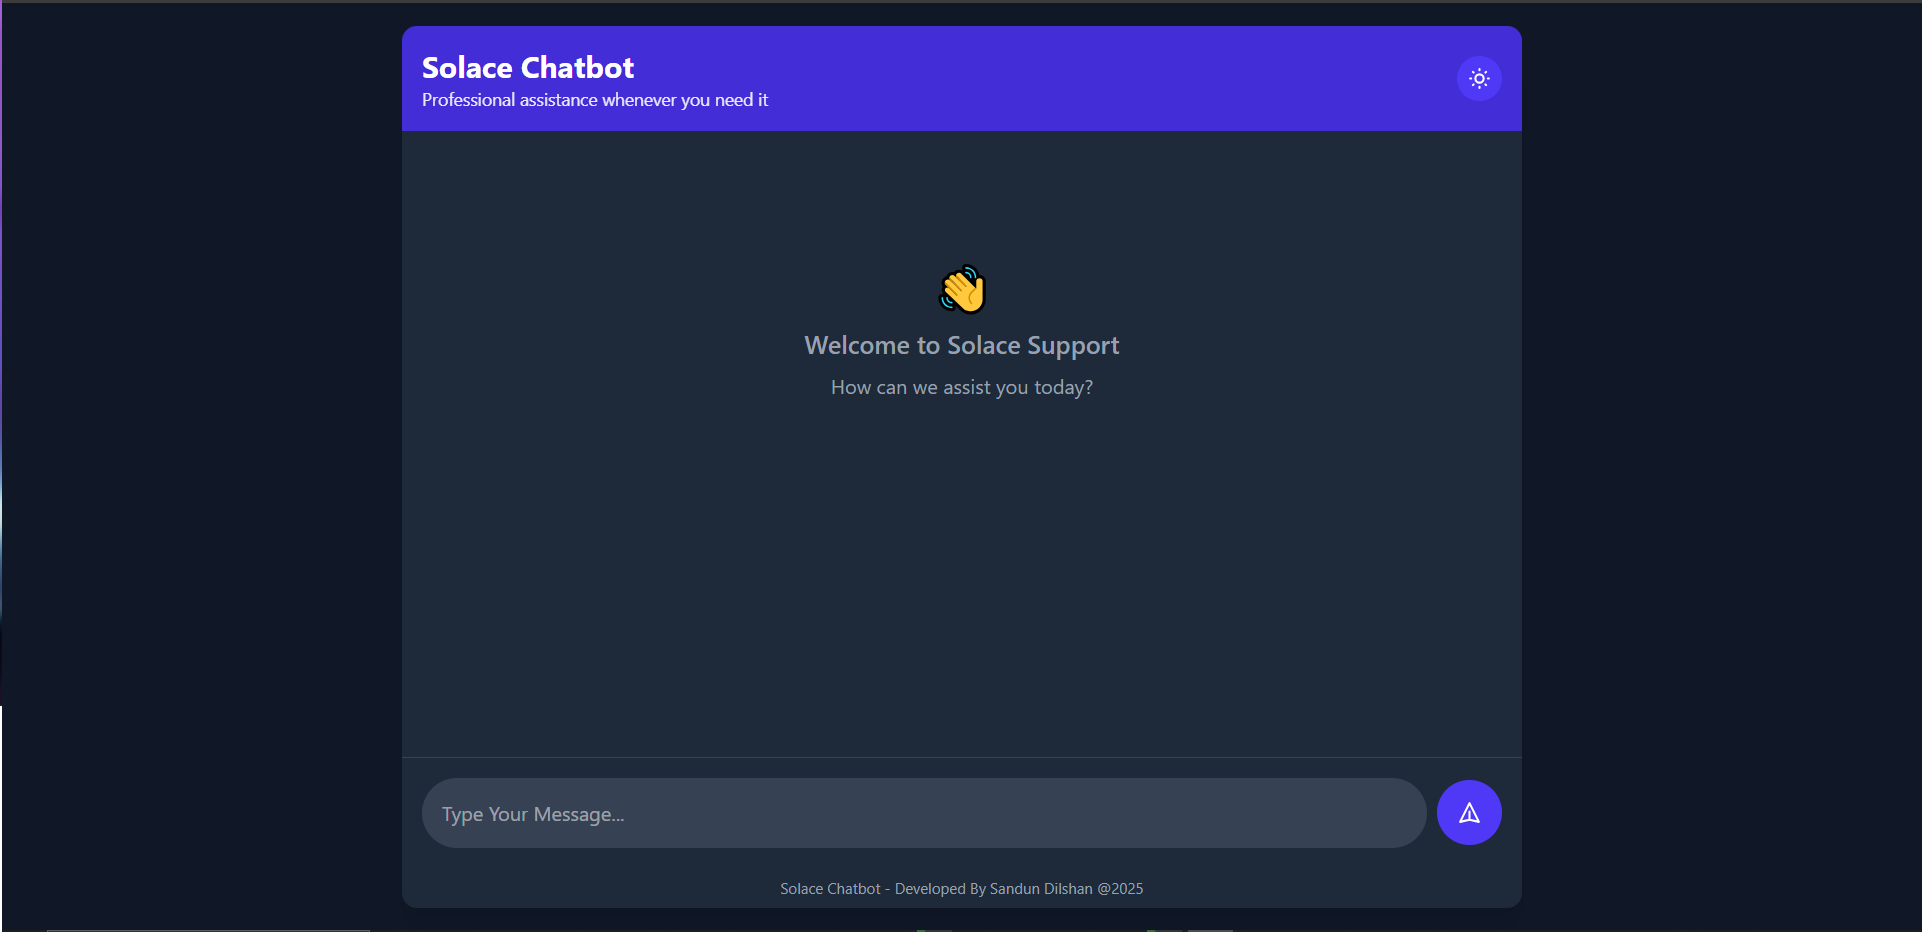 Solace Chatbot
Professional assistance whenever you need it
Welcome to Solace Support
How can we assist you today?
Type Your Message...
Solace Chatbot - Developed By Sandun Dilshan @2025